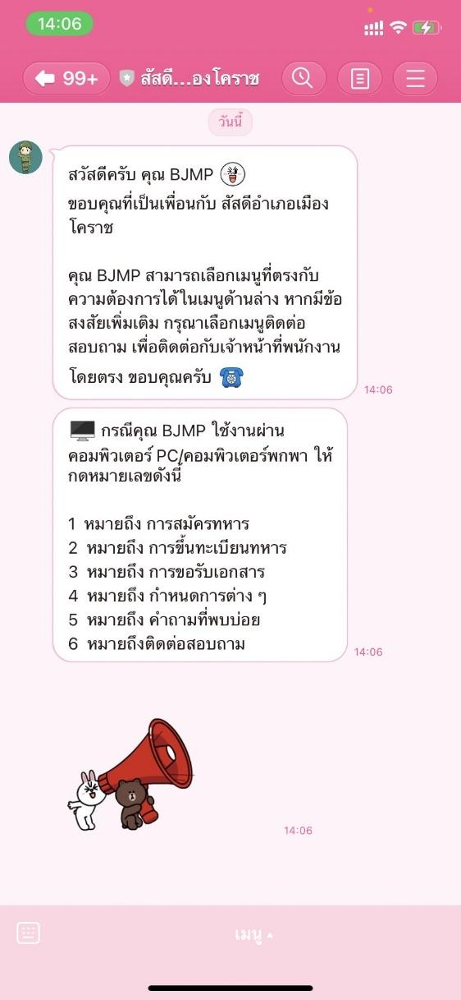 14:06
99+
สัสดี...องโคราช
วันนี้
สวัสดีครับ คุณ BJMP
ขอบคุณที่เป็นเพื่อนกับ สัสดีอำเภอเมือง
โคราช
คุณ BJMP สามารถเลือกเมนูที่ตรงกับ
ความต้องการได้ในเมนูด้านล่าง หากมีข้อ
สงสัยเพิ่มเติม กรุณาเลือกเมนูติดต่อ
สอบถาม เพื่อติดต่อกับเจ้าหน้าที่พนักงาน
โดยตรง ขอบคุณครับ
14:06
กรณีคุณ BJMP ใช้งานผ่าน
คอมพิวเตอร์ PC/คอมพิวเตอร์พกพา ให้
กดหมายเลขดังนี้
1 หมายถึง การสมัครทหาร
2 หมายถึง การขึ้นทะเบียนทหาร
3 หมายถึง การขอรับเอกสาร
4 หมายถึง กำหนดการต่าง ๆ
5 หมายถึง คำถามที่พบบ่อย
6 หมายถึงติดต่อสอบถาม
14:06
14:06
เมนู